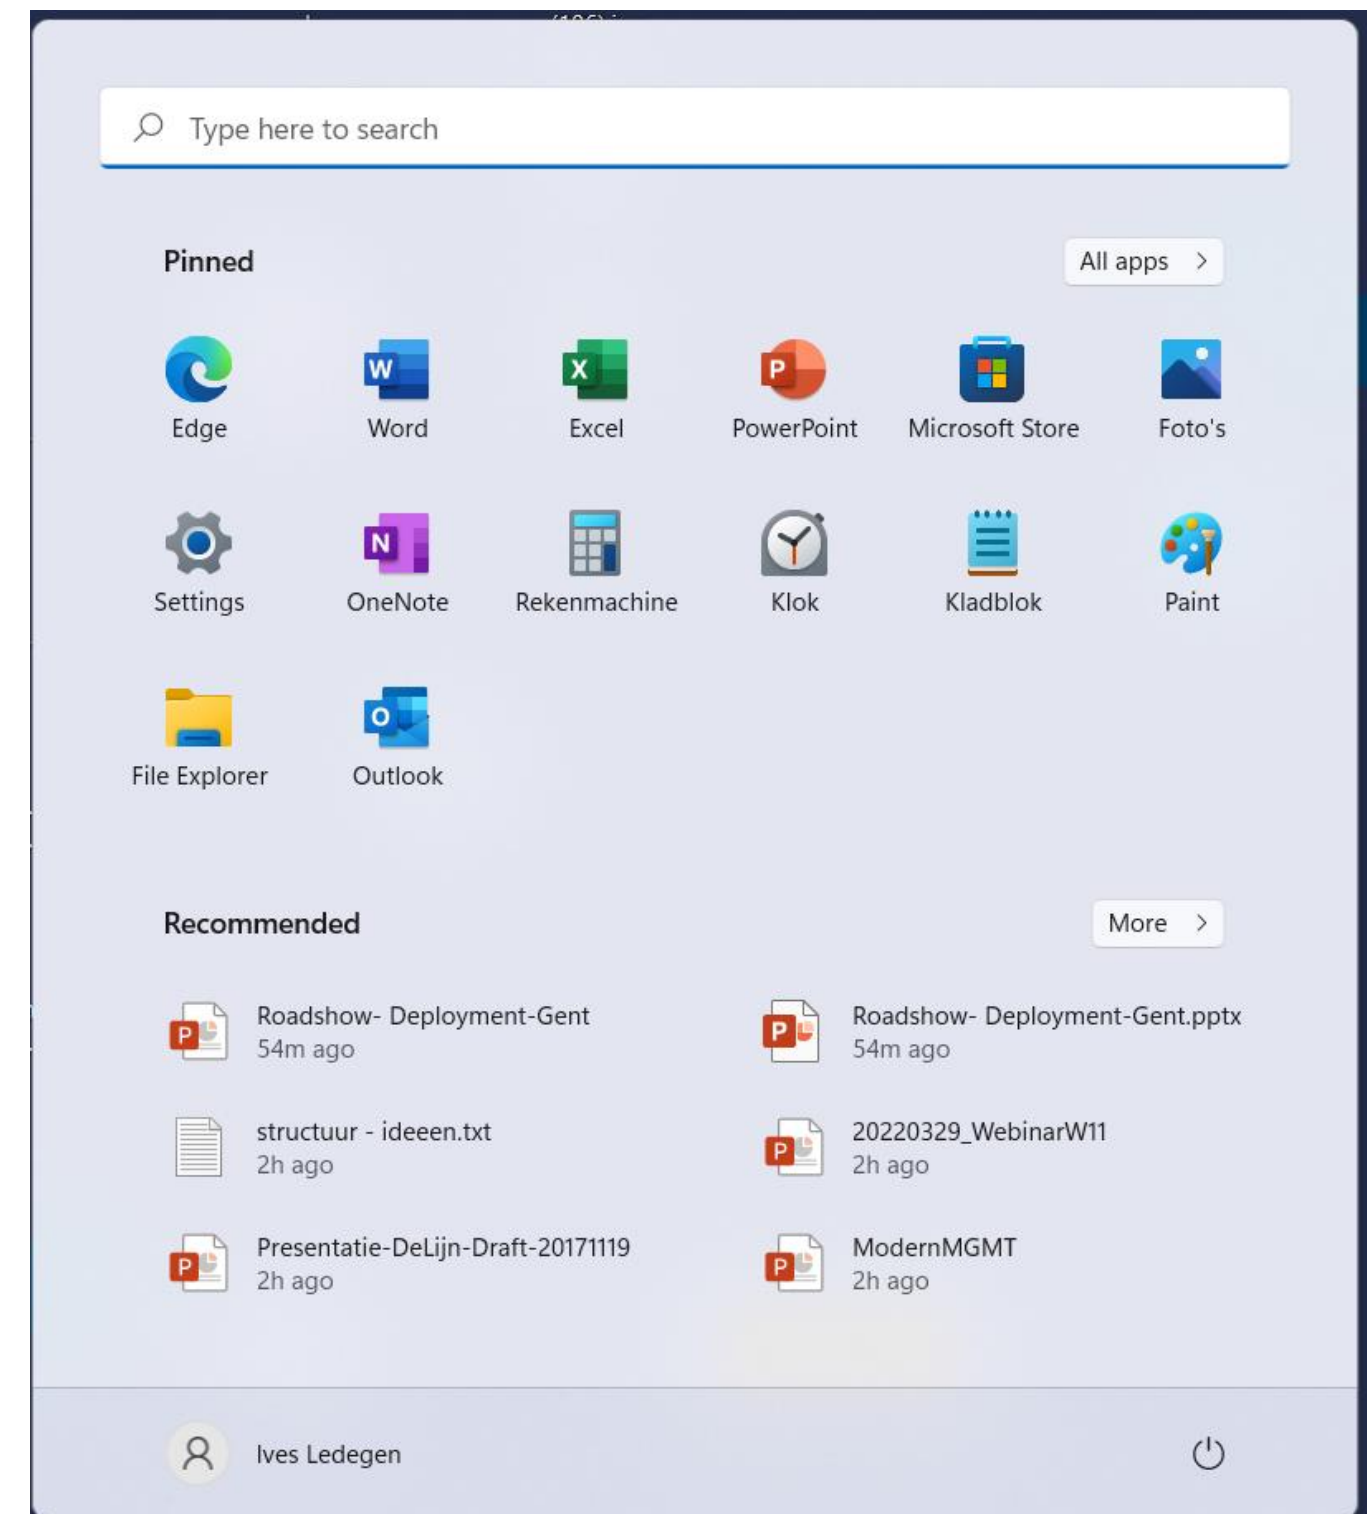 Type here to search
Pinned
All apps
Edge
Word
Excel
PowerPoint
Microsoft Store
Foto's
Settings
OneNote
Rekenmachine
Klok
Kladblok
Paint
File Explorer
Outlook
Recommended
More
Roadshow- Deployment-Gent
54m ago
Roadshow- Deployment-Gent.pptx
54m ago
structuur - ideeen.txt
2h ago
20220329_WebinarW11
2h ago
Presentatie-DeLijn-Draft-20171119
2h ago
ModernMGMT
2h ago
Ives Ledegen